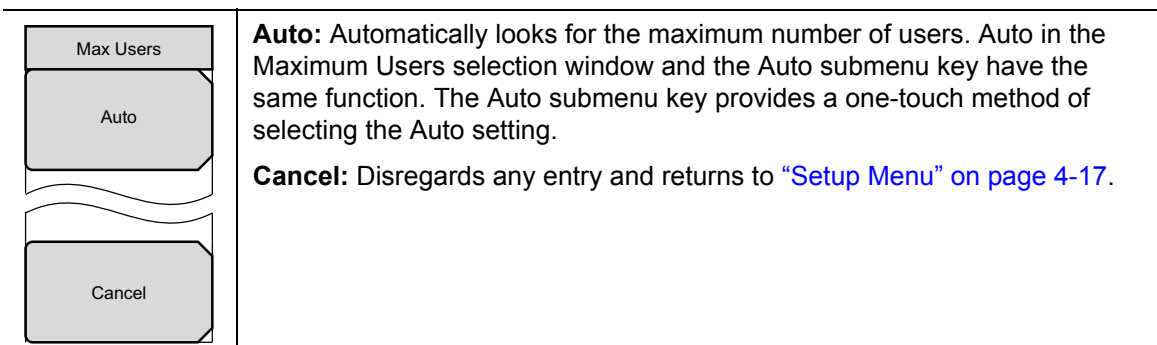 Max Users
Auto
Cancel
Auto: Automatically looks for the maximum number of users. Auto in the
Maximum Users selection window and the Auto submenu key have the
same function. The Auto submenu key provides a one-touch method of
selecting the Auto setting.
Cancel: Disregards any entry and returns to “Setup Menu” on page 4-17.